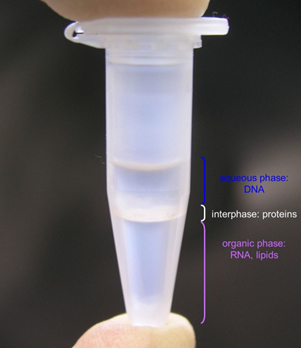 aqueous phase:
DNA
interphase: proteins
organic phase:
RNA, lipids